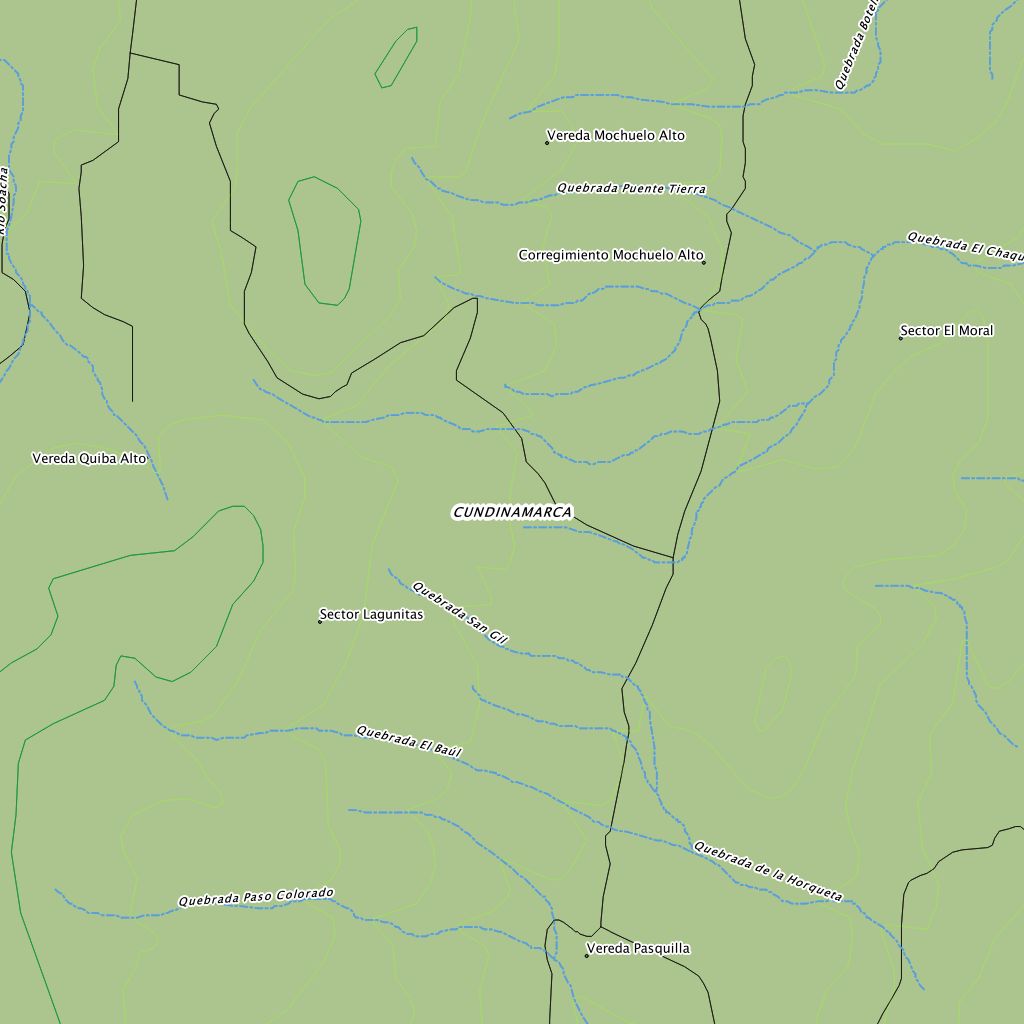 Quebrada Botell
Vereda Mochuelo Alto
Río Soacha
Quebrada Puente Tierra
Quebrada El Chaqu
Corregimiento Mochuelo Alto
Sector El Moral
Vereda Quiba Alto
CUNDINAMARCA
Quebrada San Gil
Sector Lagunitas
Quebrada El Baúl
Quebrada de la Horqueta
Quebrada Paso Colorado
Vereda Pasquilla